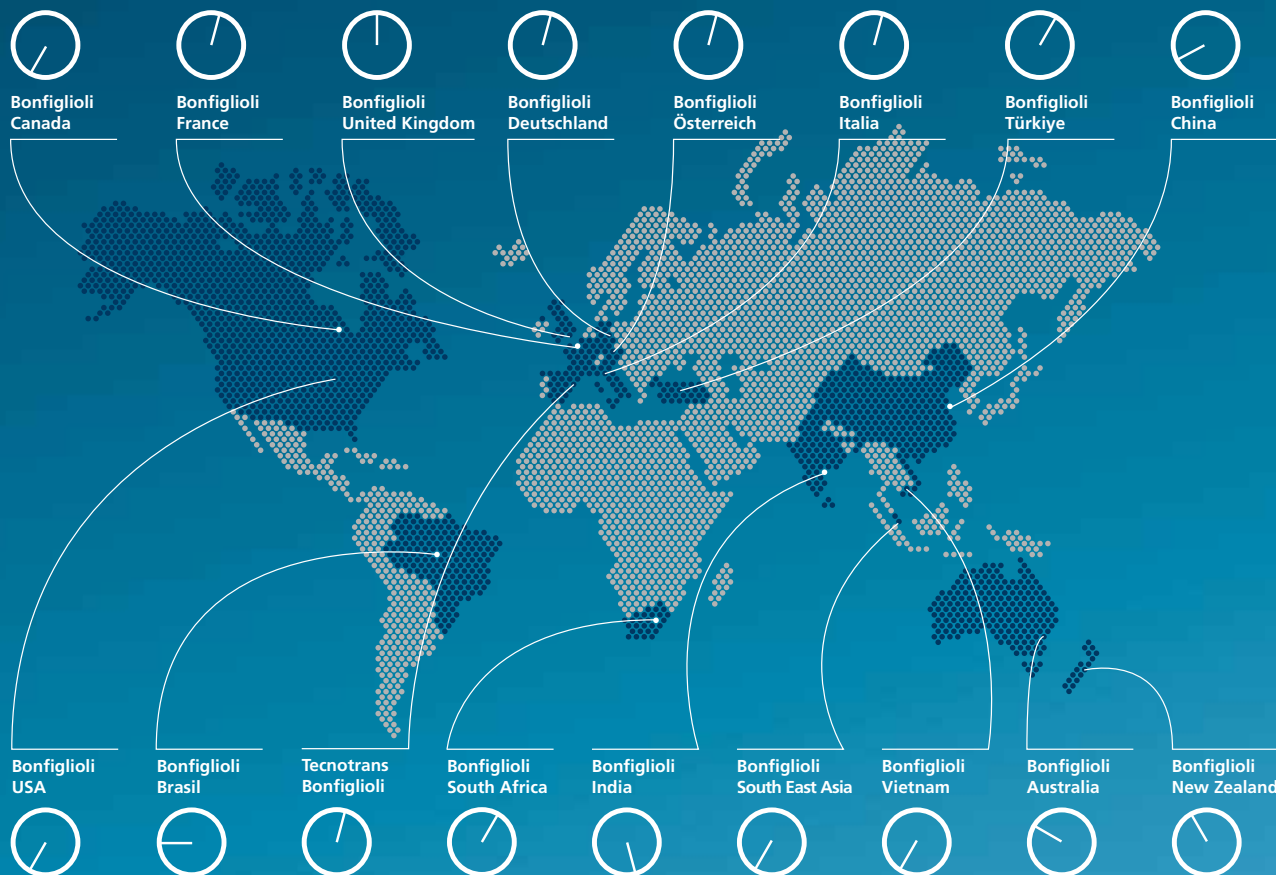 Bonfiglioli
Canada
Bonfiglioli
France
Bonfiglioli
United Kingdom
Bonfiglioli
Deutschland
Bonfiglioli
Österreich
Bonfiglioli
Italia
Bonfiglioli
Türkiye
Bonfiglioli
China
Bonfiglioli
USA
Bonfiglioli
Brasil
Tecnotrans
Bonfiglioli
Bonfiglioli
South Africa
Bonfiglioli
India
Bonfiglioli
South East Asia
Bonfiglioli
Vietnam
Bonfiglioli
Australia
Bonfiglioli
New Zealand